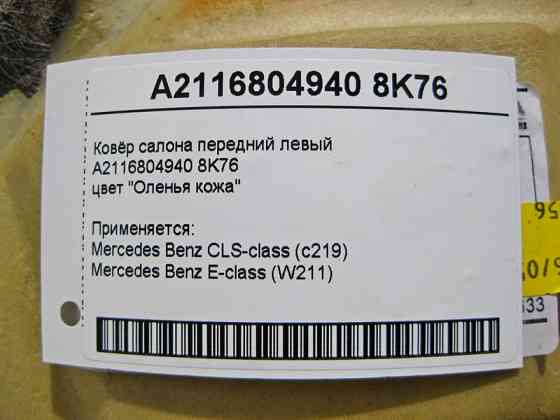 A2116804940 8K76
Ковёр салона передний левый
A2116804940 8K76
цвет "Оленья кожа"
Применяется:
Mercedes Benz CLS-class (c219)
Mercedes Benz E-class (W211)